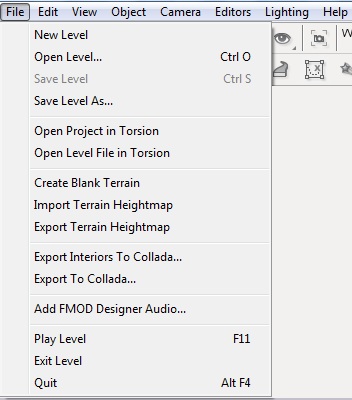 File Edit View Object Camera Editors Lighting Help
New Level
Open Level... Ctrl O
Save Level Ctrl S
Save Level As...
Open Project in Torsion
Open Level File in Torsion
Create Blank Terrain
Import Terrain Heightmap
Export Terrain Heightmap
Export Interiors To Collada...
Export To Collada...
Add FMOD Designer Audio...
Play Level F11
Exit Level
Quit Alt F4